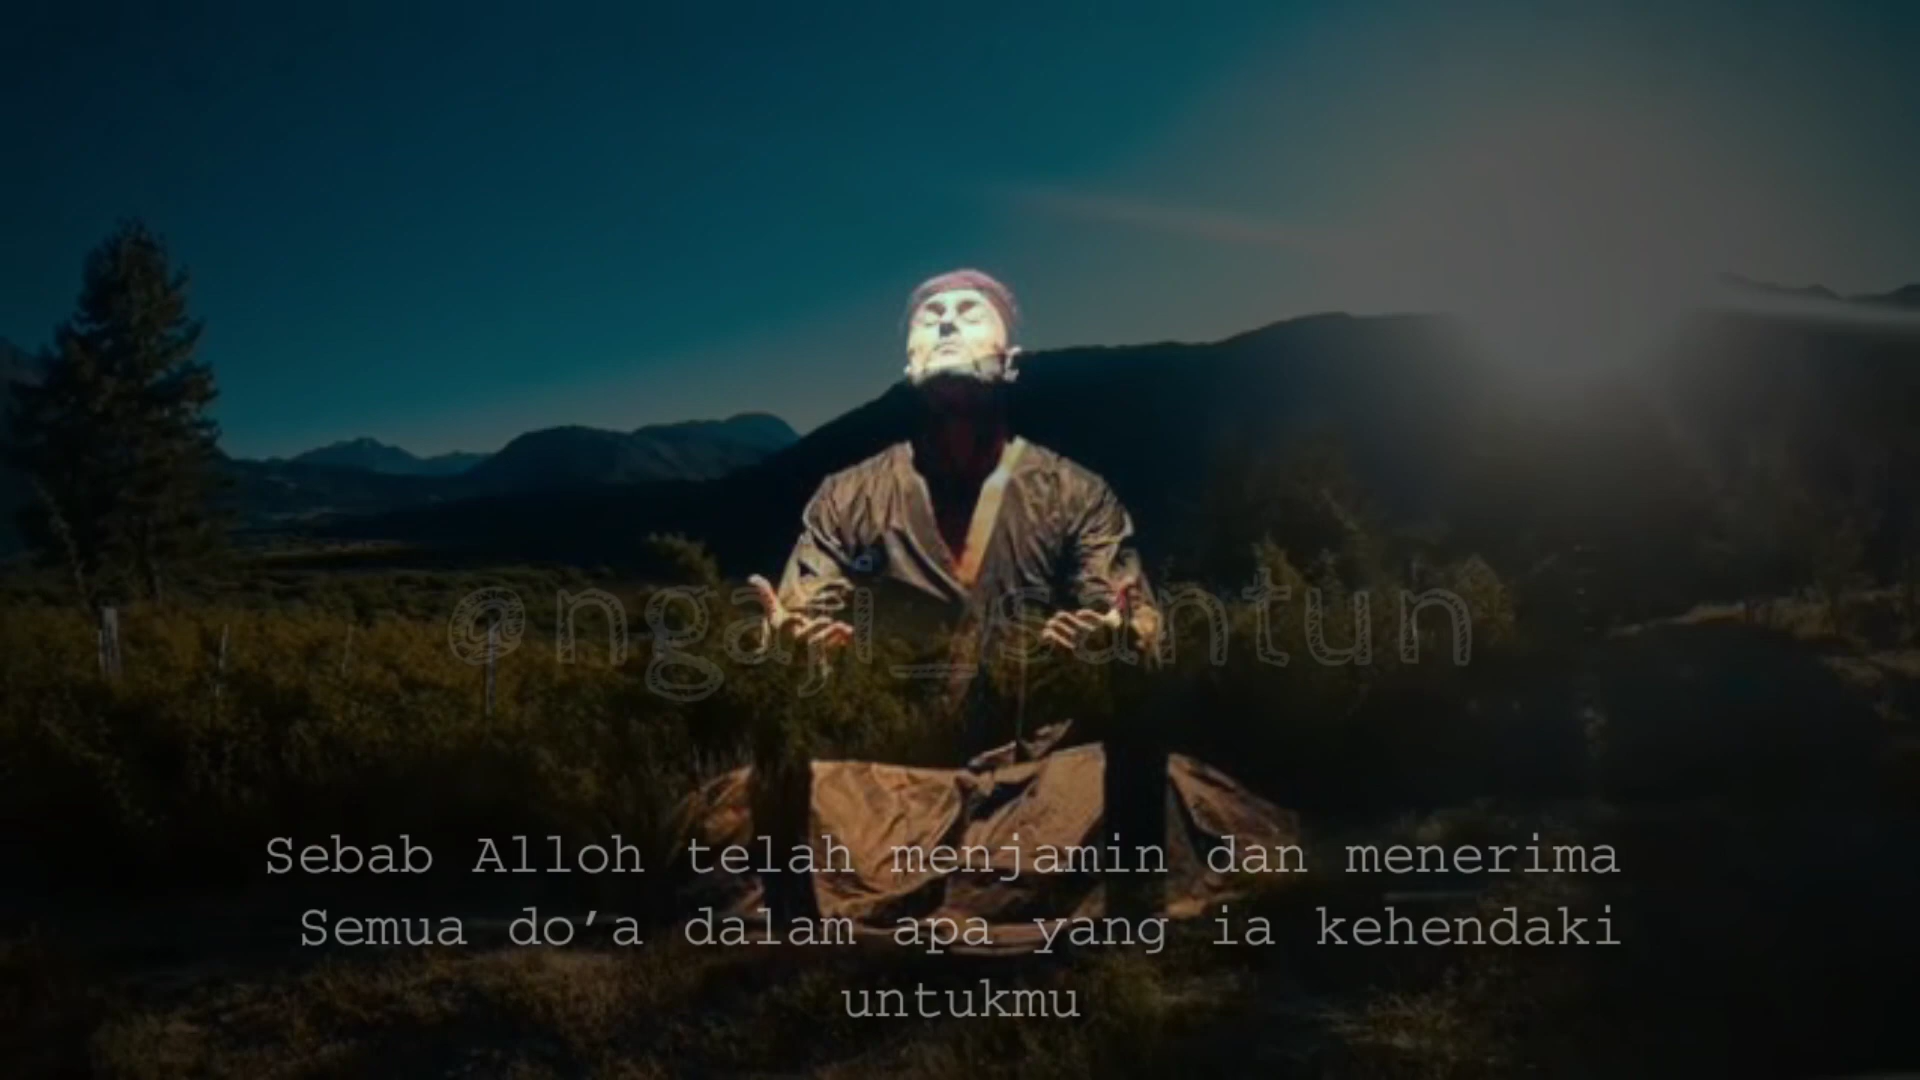 @ngaji_santun
Sebab Alloh telah menjamin dan menerima
Semua do’a dalam apa yang ia kehendaki
untukmu